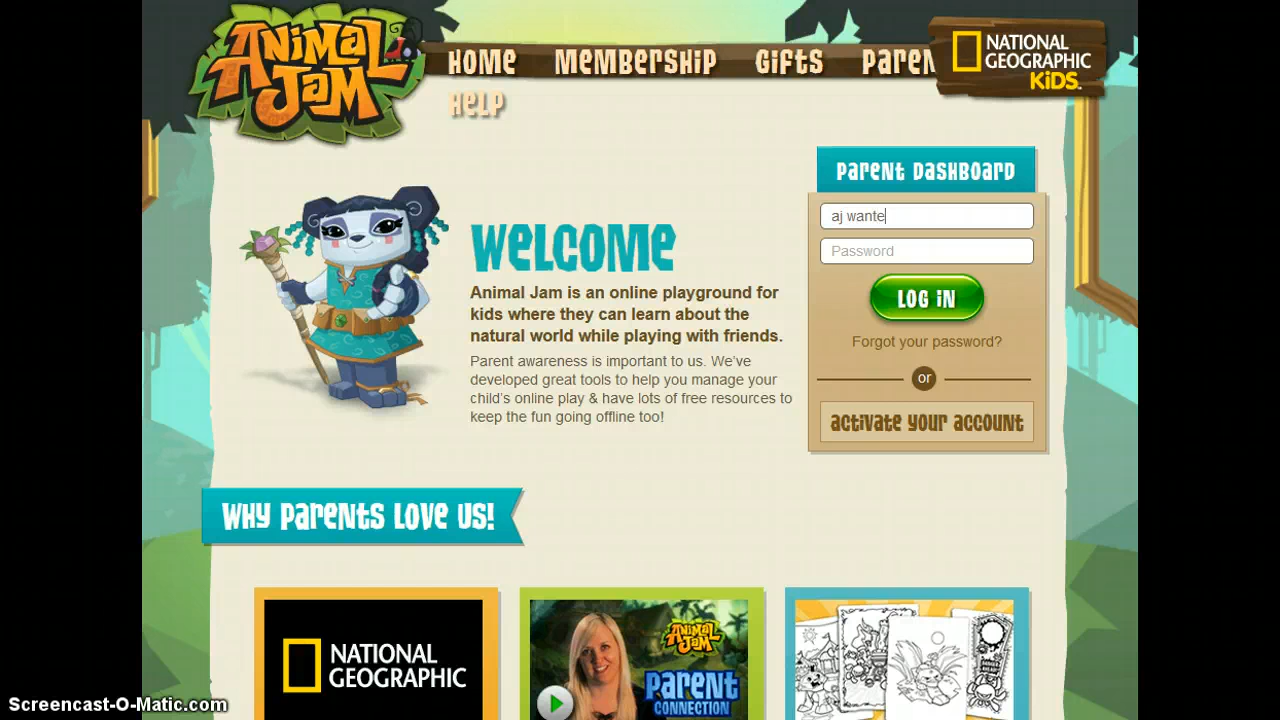 ANIMAL JAM
HOME MEMBERSHIP GIFTS PAREN
HELP
NATIONAL
GEOGRAPHIC
KiDS
PARENT DASHBOARD
aj wante
Password
LOG IN
Forgot your password?
or
ACTIVATE YOUR ACCOUNT
WELCOME
Animal Jam is an online playground for
kids where they can learn about the
natural world while playing with friends.
Parent awareness is important to us. We've
developed great tools to help you manage your
child's online play & have lots of free resources to
keep the fun going offline too!
WHY PARENTS LOVE US!
NATIONAL
GEOGRAPHIC
ANIMAL JAM
PARENT
CONNECTION
Screencast-O-Matic.com